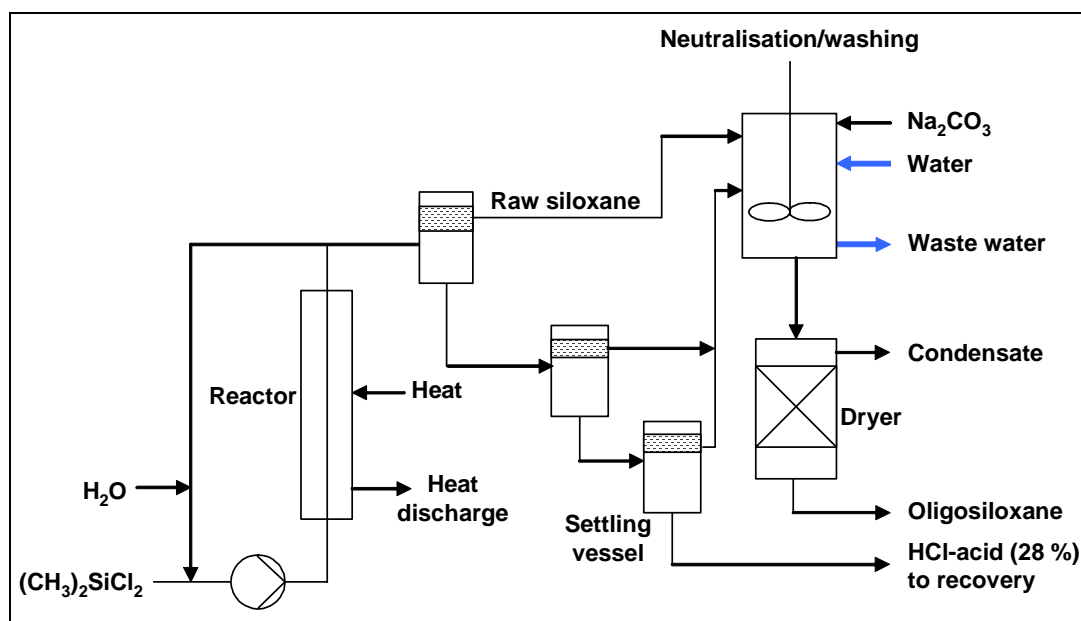 Neutralisation/washing
Na₂CO₃
Water
Raw siloxane
Waste water
Condensate
Reactor
Heat
Dryer
H₂O
Heat
discharge
Settling
vessel
Oligosiloxane
HCl-acid (28 %)
to recovery
(CH₃)₂SiCl₂